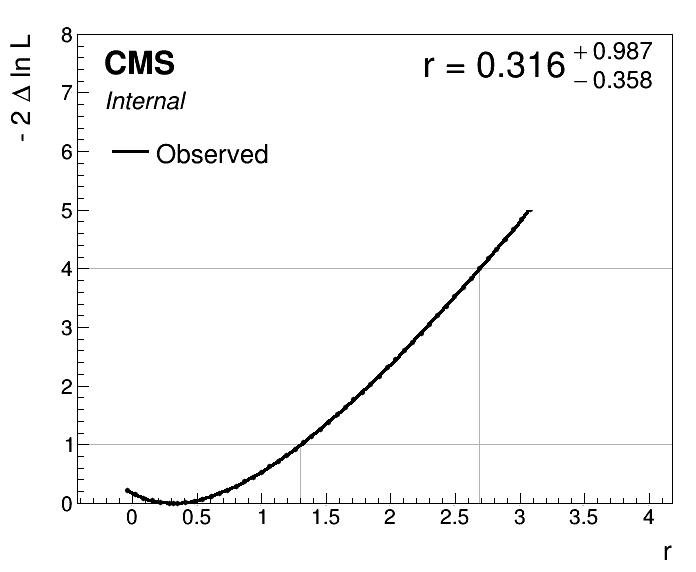 CMS
Internal
r = 0.316 +0.987 −0.358
Observed
- 2 Δ ln L
8
7
6
5
4
3
2
1
0
0 0.5 1 1.5 2 2.5 3 3.5 4
r